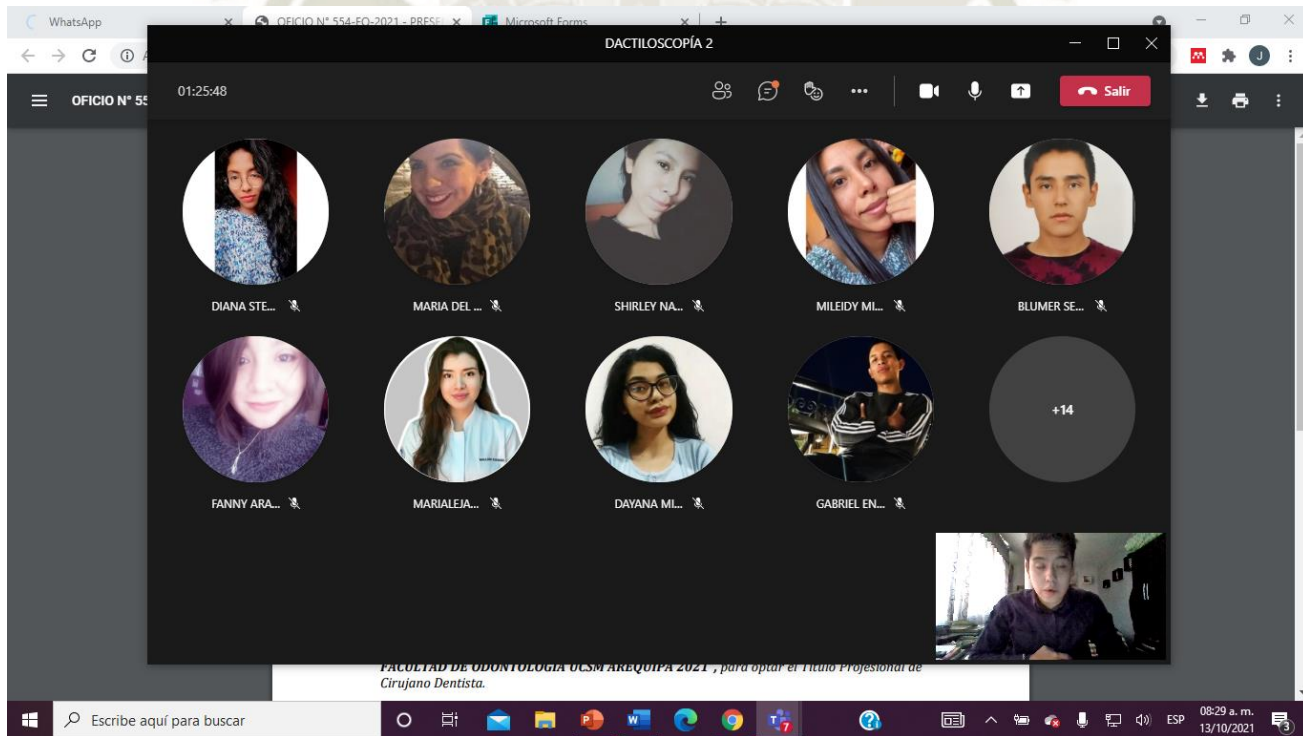 WhatsApp
OFICIO N° 554-FO-2021 - PRESE
Microsoft Forms
DACTILOSCOPÍA 2
OFICIO N° 55
01:25:48
Salir
J
DIANA STE...
MARIA DEL ...
SHIRLEY NA...
MILEIDY MI...
BLUMER SE...
+14
FANNY ARA...
MARIALEJA...
DAYANA MI...
GABRIEL EN...
FACULTAD DE ODONTOLOGÍA UCSM AREQUIPA 2021", para optar el Título Profesional de
Cirujano Dentista.
Escribe aquí para buscar
7
ESP
08:29 a. m.
13/10/2021
3